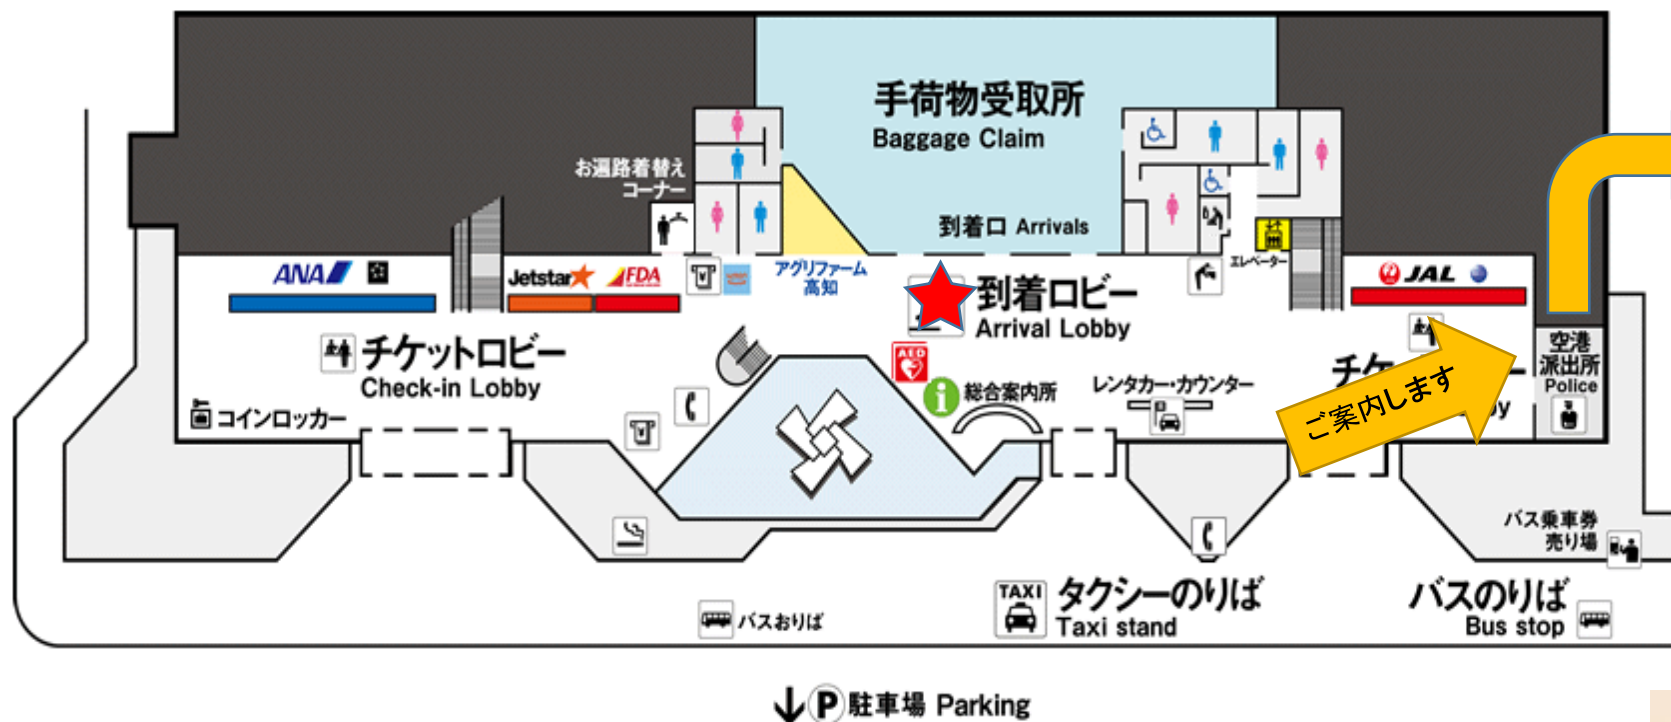 手荷物受取所
Baggage Claim
お遍路着替え
コーナー
到着口 Arrivals
エレベーター
ANA
Jetstar
FDA
アグリファーム
高知
到着ロビー
Arrival Lobby
JAL
チケットロビー
Check-in Lobby
AED
i
総合案内所
レンタカー・カウンター
チケ
ー
by
ご案内します
空港
派出所
Police
コインロッカー
バス乗車券
売り場
TAXI
タクシーのりば
Taxi stand
バスおりば
バスのりば
Bus stop
P 駐車場 Parking